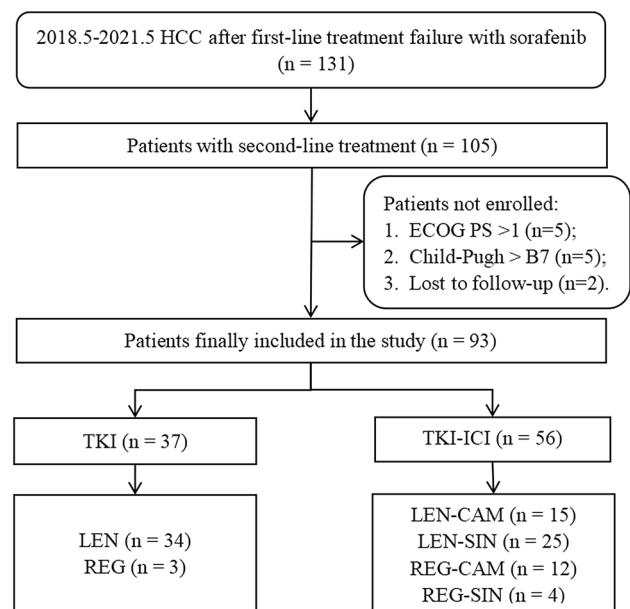 2018.5-2021.5 HCC after first-line treatment failure with sorafenib
(n = 131)
Patients with second-line treatment (n = 105)
Patients not enrolled:
1. ECOG PS >1 (n=5);
2. Child-Pugh > B7 (n=5);
3. Lost to follow-up (n=2).
Patients finally included in the study (n = 93)
TKI (n = 37)
TKI-ICI (n = 56)
LEN (n = 34)
REG (n = 3)
LEN-CAM (n = 15)
LEN-SIN (n = 25)
REG-CAM (n = 12)
REG-SIN (n = 4)